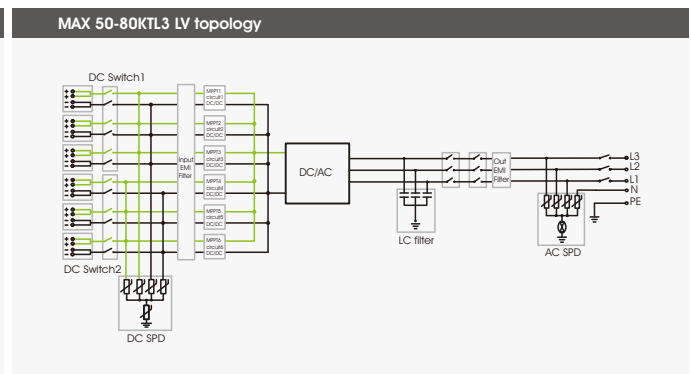 MAX 50-80KTL3 LV topology
DC Switch1
MPPT1
circuit1
DC/DC
MPPT2
circuit2
DC/DC
MPPT3
circuit3
DC/DC
MPPT4
circuit4
DC/DC
MPPT5
circuit5
DC/DC
MPPT6
circuit6
DC/DC
Input
EMI
Filter
DC/AC
Out
EMI
Filter
L3
L2
L1
N
PE
LC filter
AC SPD
DC Switch2
DC SPD